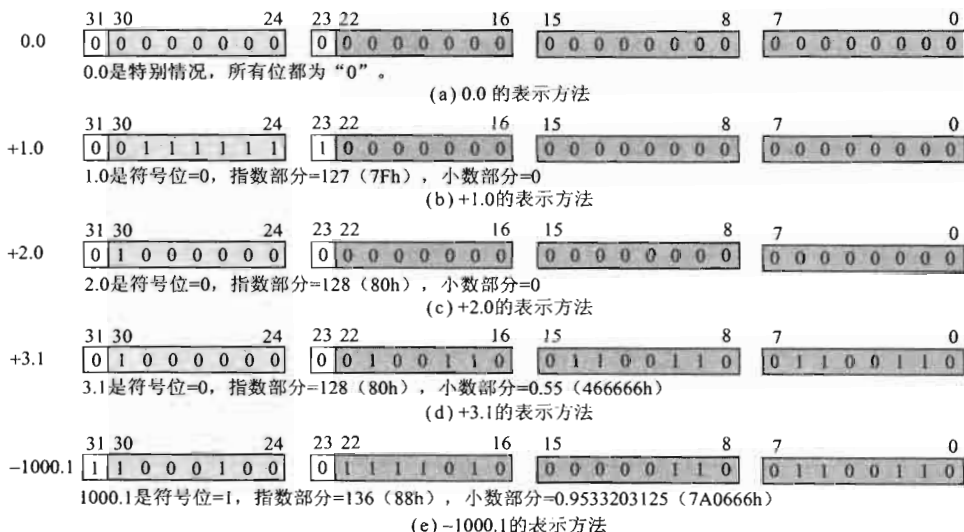 31 30 24 23 22 16 15 8 7 0
0.0 0 0 0 0 0 0 0 0 0 0 0 0 0 0 0 0 0 0 0 0 0 0 0 0 0 0 0 0 0 0 0 0
0.0是特别情况，所有位都为“0”。
(a) 0.0 的表示方法
31 30 24 23 22 16 15 8 7 0
+1.0 0 0 1 1 1 1 1 1 1 0 0 0 0 0 0 0 0 0 0 0 0 0 0 0 0 0 0 0 0 0 0 0
1.0是符号位=0，指数部分=127（7Fh），小数部分=0
(b) +1.0的表示方法
31 30 24 23 22 16 15 8 7 0
+2.0 0 1 0 0 0 0 0 0 0 0 0 0 0 0 0 0 0 0 0 0 0 0 0 0 0 0 0 0 0 0 0 0
2.0是符号位=0，指数部分=128（80h），小数部分=0
(c) +2.0的表示方法
31 30 24 23 22 16 15 8 7 0
+3.1 0 1 0 0 0 0 0 0 0 0 1 0 0 1 1 0 0 1 1 0 0 1 1 0 0 1 1 0 0 1 1 0
3.1是符号位=0，指数部分=128（80h），小数部分=0.55（466666h）
(d) +3.1的表示方法
31 30 24 23 22 16 15 8 7 0
−1000.1 1 1 0 0 0 1 0 0 0 1 1 1 1 0 1 0 0 0 0 0 0 1 1 0 0 1 1 0 0 1 1 0
1000.1是符号位=1，指数部分=136（88h），小数部分=0.9533203125（7A0666h）
(e) −1000.1的表示方法